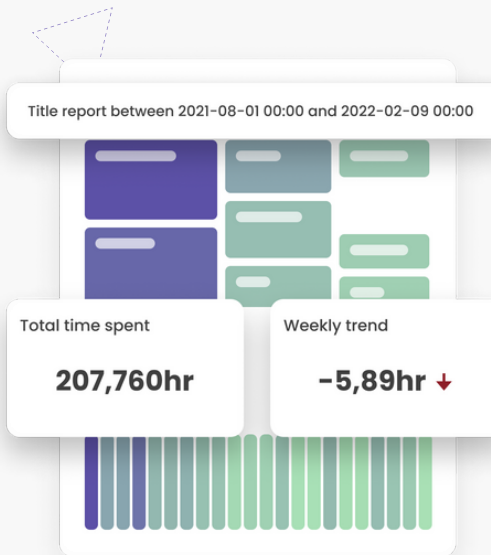 Title report between 2021-08-01 00:00 and 2022-02-09 00:00
Total time spent
207,760hr
Weekly trend
-5,89hr